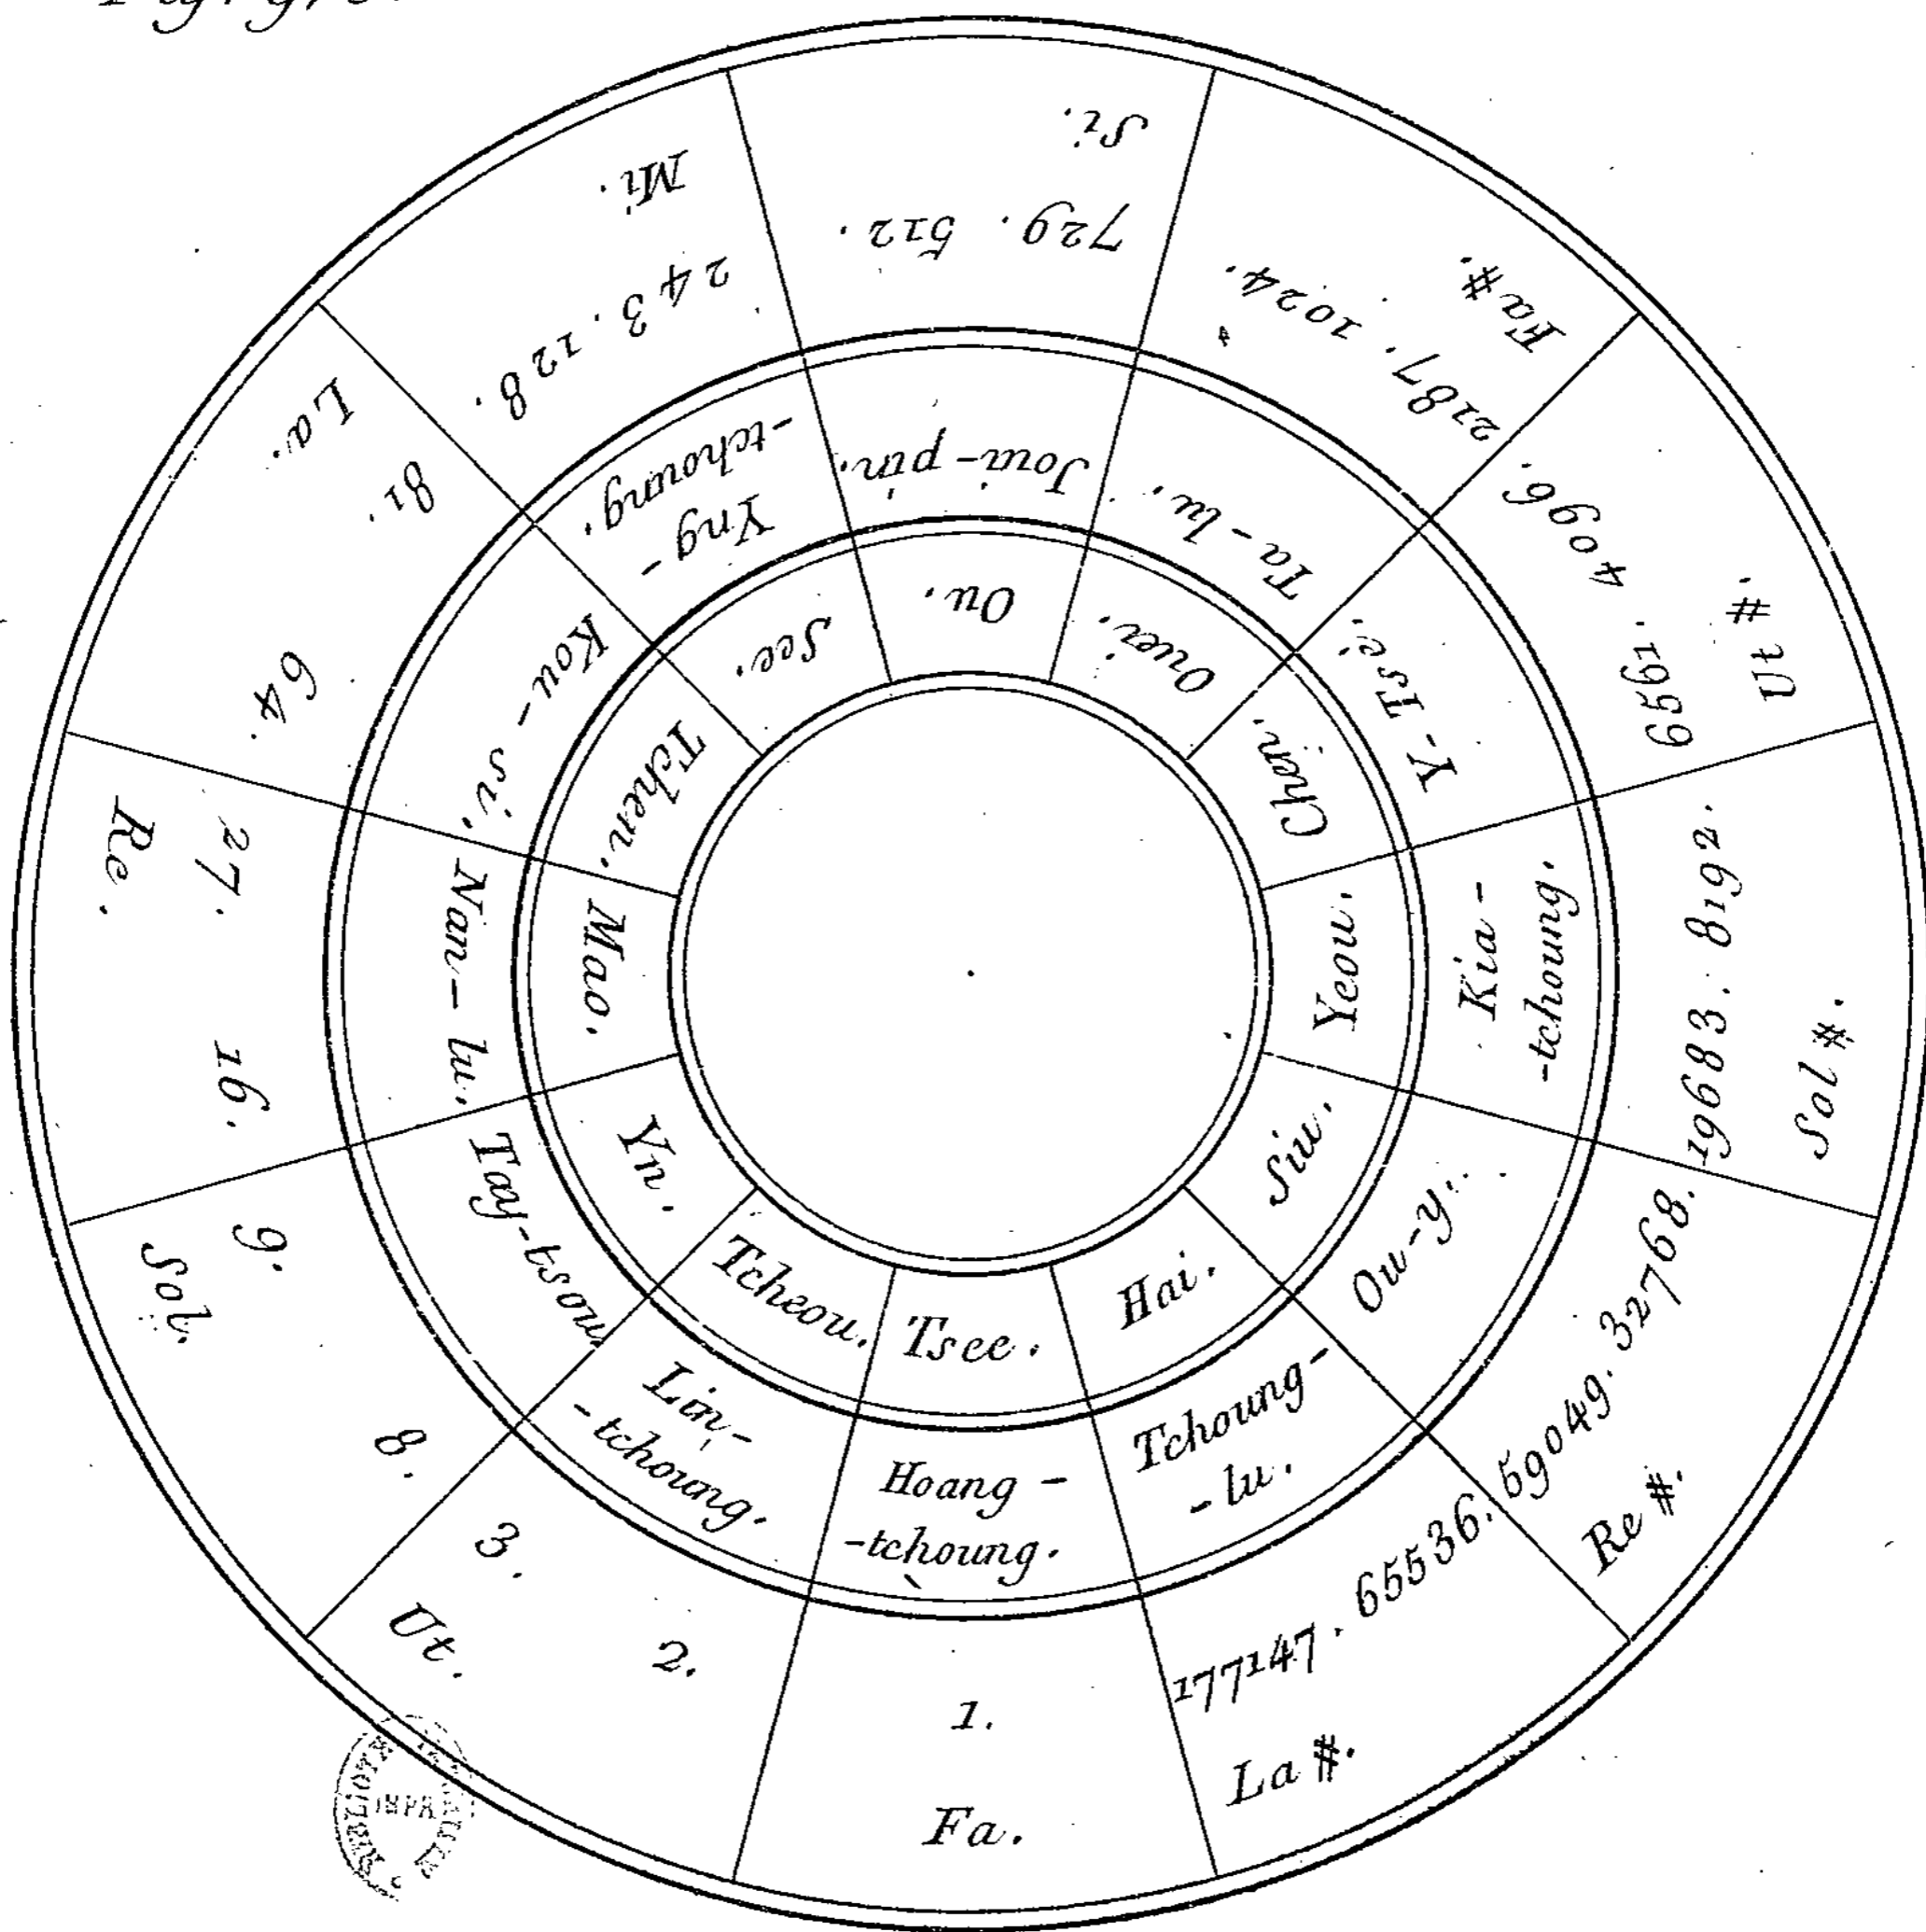 Tsee.
Tcheou.
Yn.
Mao.
Tchen.
See.
Ou.
Ouei.
Chen.
Yeou.
Siu.
Hai.
Hoang-
-tchoung.
Lin-
-tchoung.
Tay-tsou
Nan-lu.
Kou-si.
Yng-
-tchoung.
Joui-pin.
Ta-lu.
Y-Tsé.
Kia-
-tchoung.
Ou-y.
Tchoung-
-lu.
1.
Fa.
3. 2.
Ut.
9. 8.
Sol.
27. 16.
Re.
81. 64.
La.
243. 128.
Mi.
729. 512.
Si.
2187. 1024.
Fa#.
6561. 4096.
Ut#.
19683. 8192.
Sol#.
59049. 32768.
Re#.
177147. 65536.
La#.